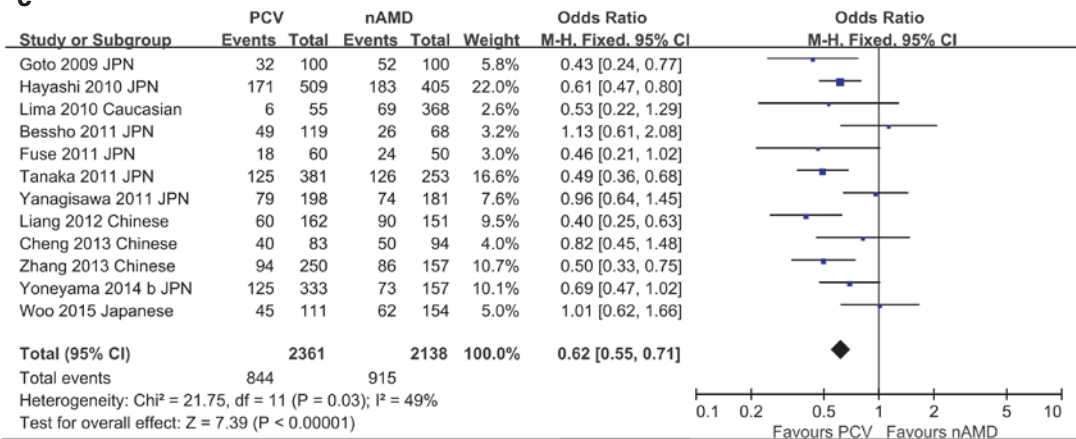 c
PCV nAMD Odds Ratio Odds Ratio
Study or Subgroup Events Total Events Total Weight M-H, Fixed, 95% CI M-H, Fixed, 95% CI
Goto 2009 JPN 32 100 52 100 5.8% 0.43 [0.24, 0.77]
Hayashi 2010 JPN 171 509 183 405 22.0% 0.61 [0.47, 0.80]
Lima 2010 Caucasian 6 55 69 368 2.6% 0.53 [0.22, 1.29]
Bessho 2011 JPN 49 119 26 68 3.2% 1.13 [0.61, 2.08]
Fuse 2011 JPN 18 60 24 50 3.0% 0.46 [0.21, 1.02]
Tanaka 2011 JPN 125 381 126 253 16.6% 0.49 [0.36, 0.68]
Yanagisawa 2011 JPN 79 198 74 181 7.6% 0.96 [0.64, 1.45]
Liang 2012 Chinese 60 162 90 151 9.5% 0.40 [0.25, 0.63]
Cheng 2013 Chinese 40 83 50 94 4.0% 0.82 [0.45, 1.48]
Zhang 2013 Chinese 94 250 86 157 10.7% 0.50 [0.33, 0.75]
Yoneyama 2014 b JPN 125 333 73 157 10.1% 0.69 [0.47, 1.02]
Woo 2015 Japanese 45 111 62 154 5.0% 1.01 [0.62, 1.66]
Total (95% CI) 2361 2138 100.0% 0.62 [0.55, 0.71]
Total events 844 915
Heterogeneity: Chi² = 21.75, df = 11 (P = 0.03); I² = 49%
Test for overall effect: Z = 7.39 (P < 0.00001)
0.1 0.2 0.5 1 2 5 10
Favours PCV Favours nAMD